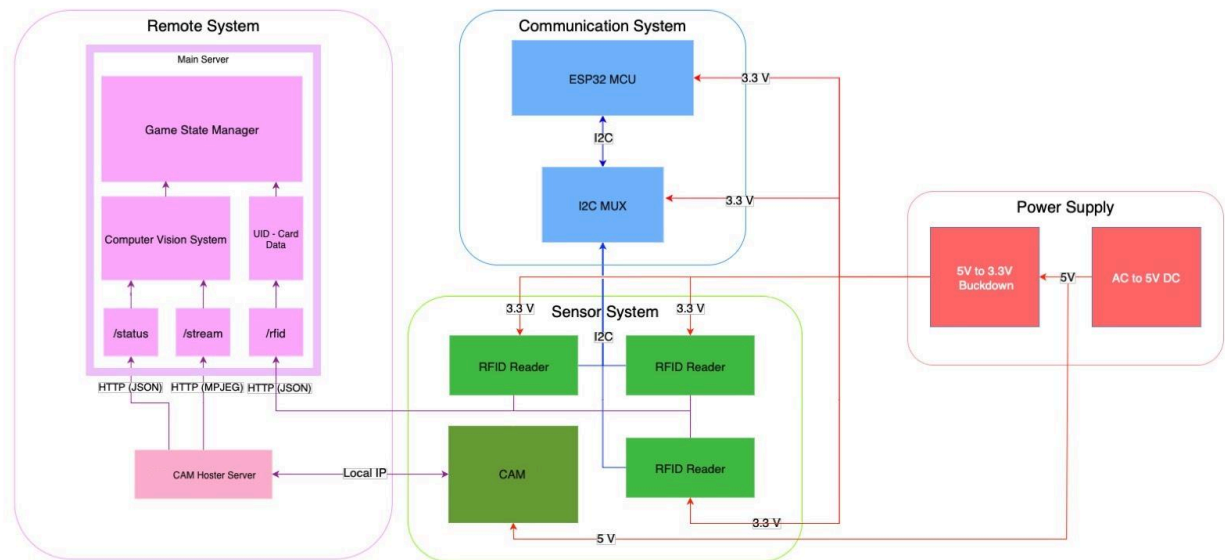 Remote System
Main Server
Game State Manager
Computer Vision System
UID - Card
Data
/status
/stream
/rfid
HTTP (JSON)
HTTP (MPJEG)
HTTP (JSON)
CAM Hoster Server
Local IP
Communication System
ESP32 MCU
I2C
I2C MUX
3.3 V
3.3 V
Sensor System
3.3 V
3.3 V
I2C
RFID Reader
RFID Reader
CAM
RFID Reader
3.3 V
5 V
Power Supply
5V to 3.3V
Buckdown
5V
AC to 5V DC